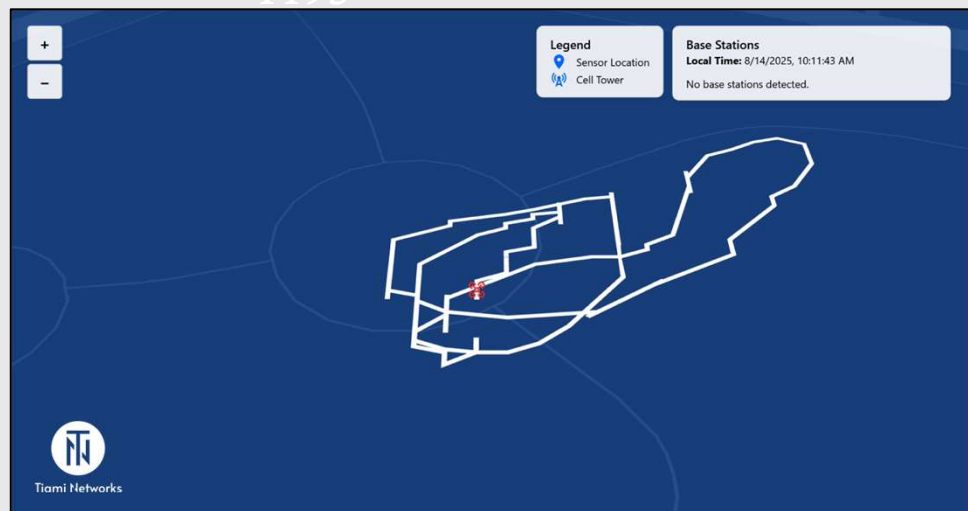 +
−
Legend
Sensor Location
Cell Tower
Base Stations
Local Time: 8/14/2025, 10:11:43 AM
No base stations detected.
Tiami Networks